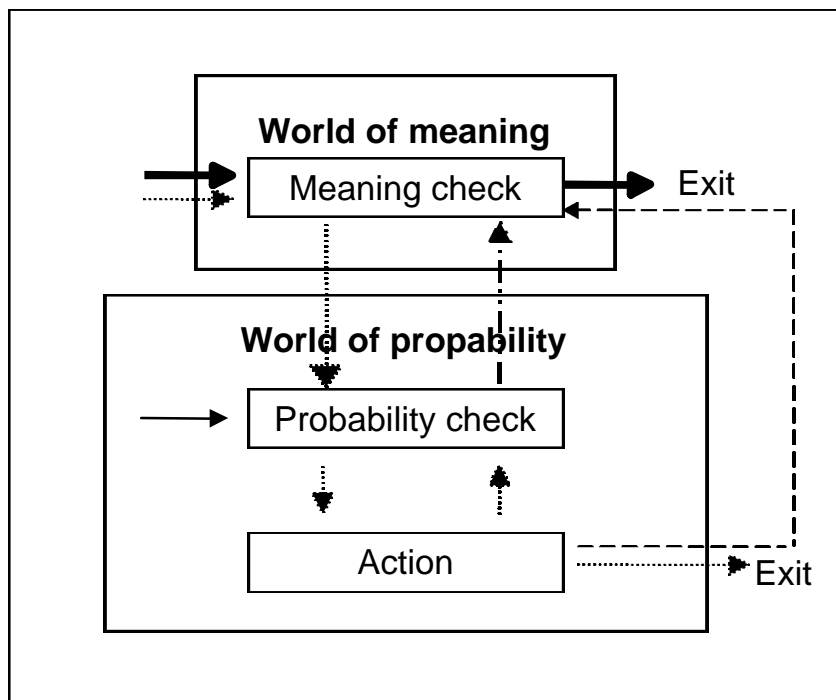 World of meaning
Meaning check
Exit
World of propability
Probability check
Action
Exit